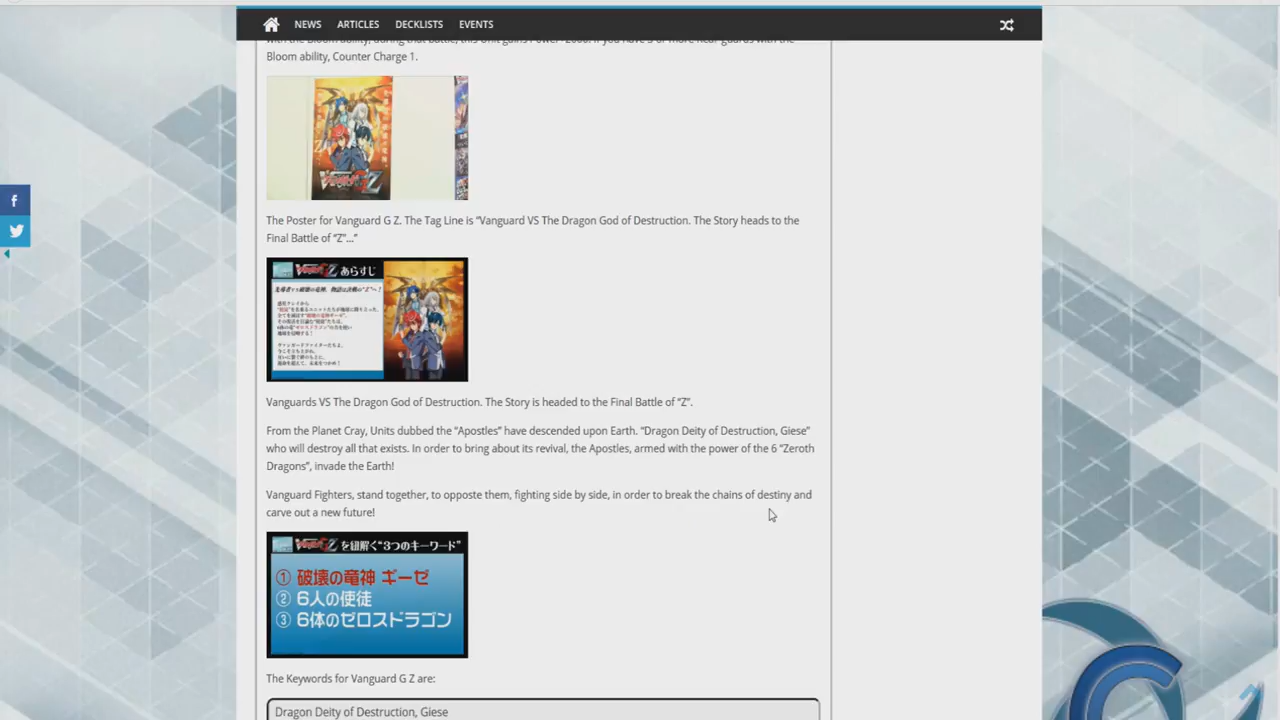 NEWS ARTICLES DECKLISTS EVENTS
Bloom ability, Counter Charge 1.
The Poster for Vanguard G Z. The Tag Line is “Vanguard VS The Dragon God of Destruction. The Story heads to the
Final Battle of “Z”...”
あらすじ
Vanguards VS The Dragon God of Destruction. The Story is headed to the Final Battle of “Z”.
From the Planet Cray, Units dubbed the “Apostles” have descended upon Earth. “Dragon Deity of Destruction, Giese”
who will destroy all that exists. In order to bring about its revival, the Apostles, armed with the power of the 6 “Zeroth
Dragons”, invade the Earth!
Vanguard Fighters, stand together, to opposte them, fighting side by side, in order to break the chains of destiny and
carve out a new future!
を紐解く“3つのキーワード”
① 破壊の竜神 ギーゼ
② 6人の使徒
③ 6体のゼロスドラゴン
The Keywords for Vanguard G Z are:
Dragon Deity of Destruction, Giese